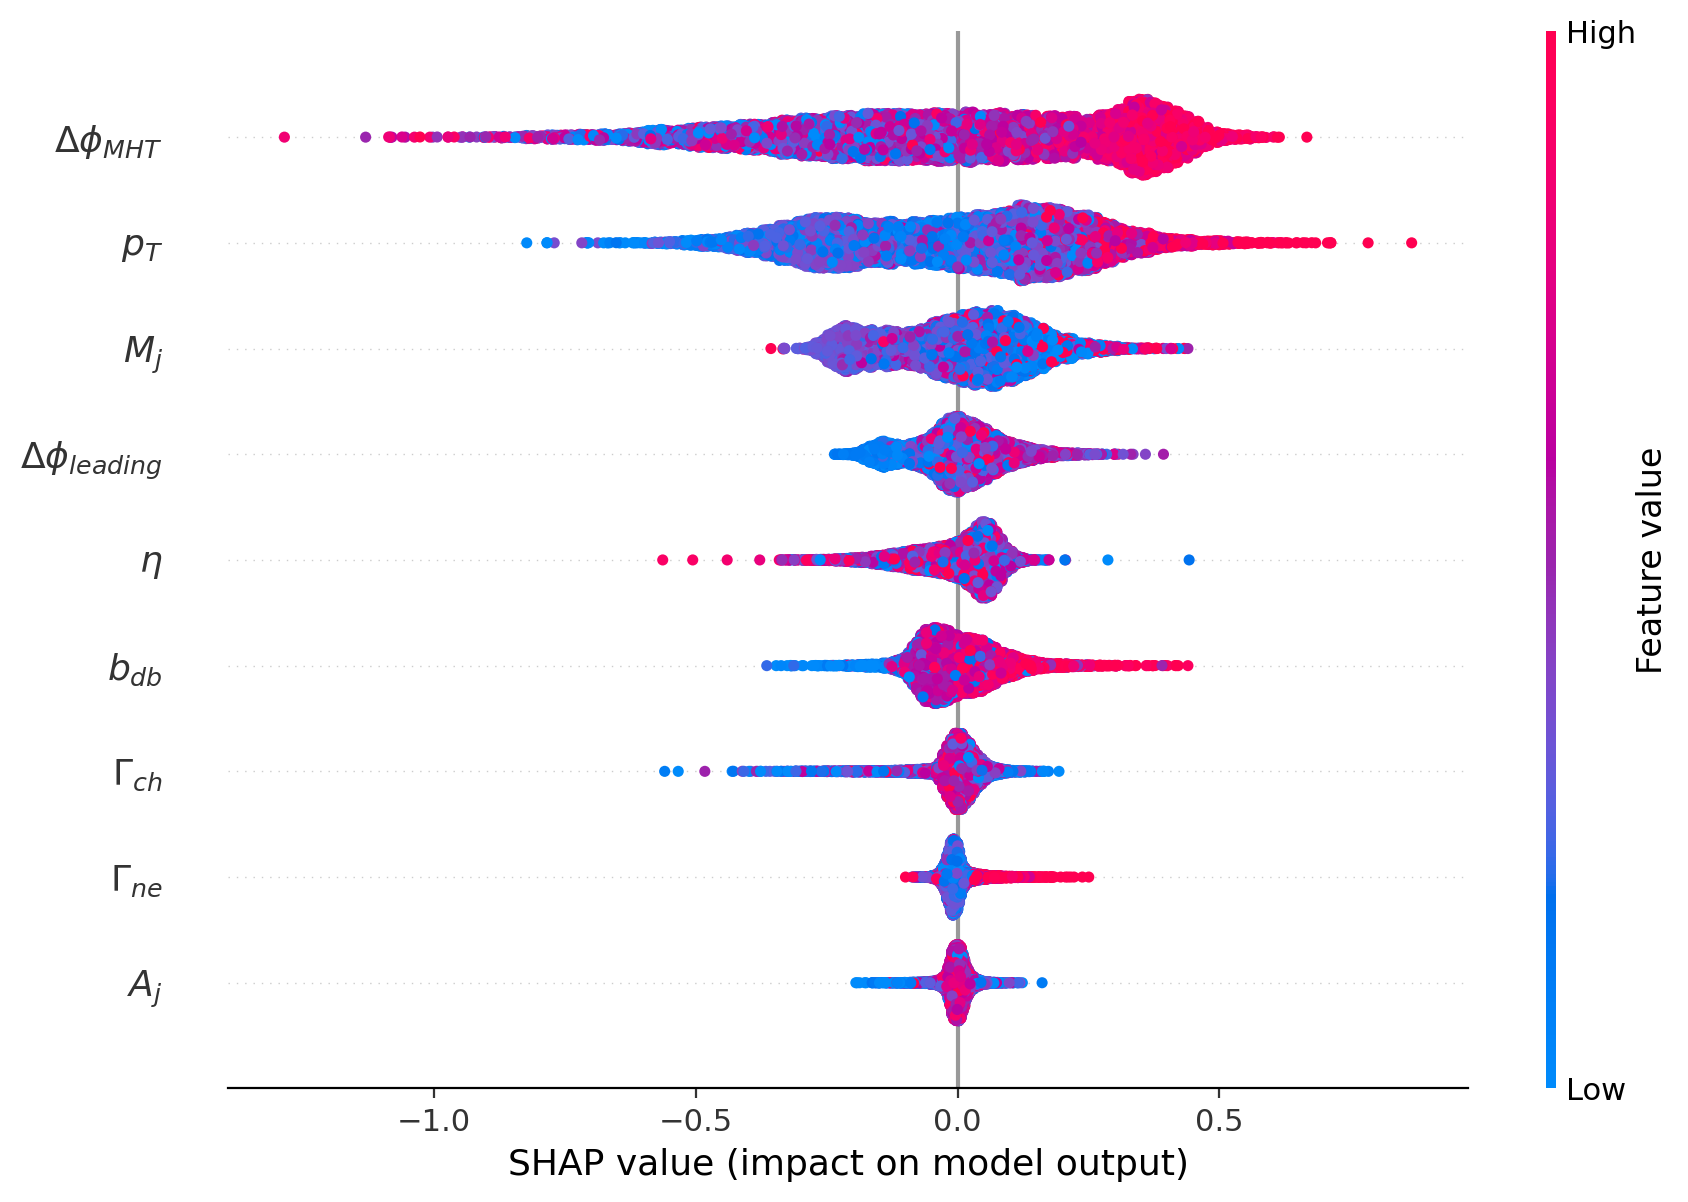 High
Δϕ_MHT
p_T
M_j
Δϕ_leading
η
b_db
Γ_ch
Γ_ne
A_j
Feature value
Low
−1.0 −0.5 0.0 0.5
SHAP value (impact on model output)